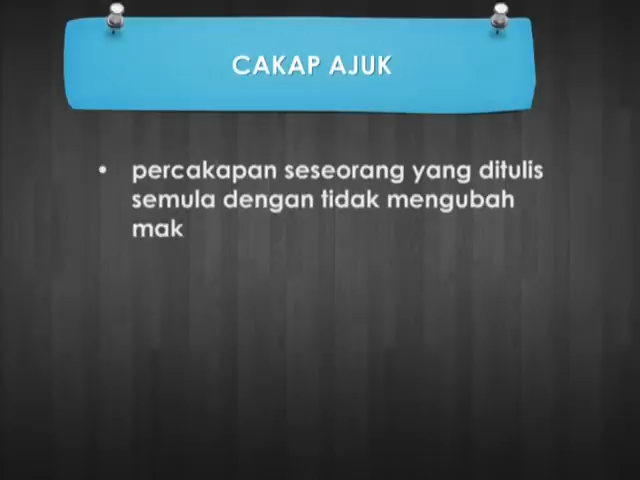 CAKAP AJUK
• percakapan seseorang yang ditulis
semula dengan tidak mengubah
mak